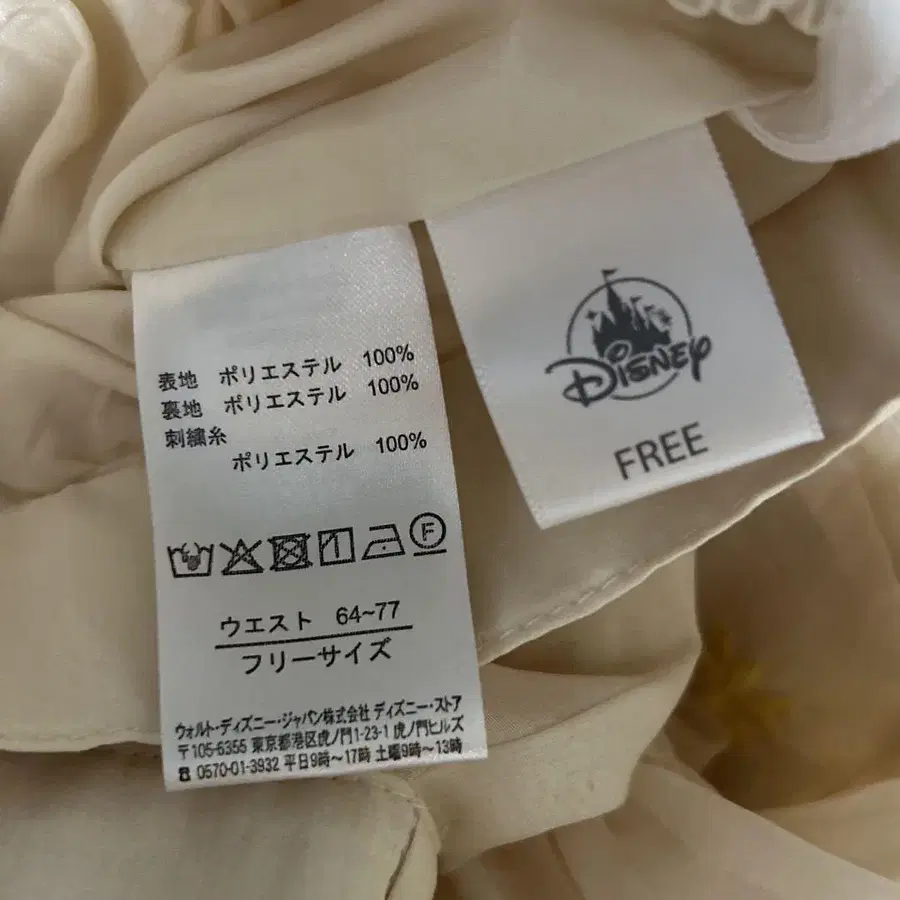 表地 ポリエステル 100%
裏地 ポリエステル 100%
刺繍糸
ポリエステル 100%
F
ウエスト 64~77
フリーサイズ
ウォルト・ディズニー・ジャパン株式会社 ディズニー・ストア
〒105-6355 東京都港区虎ノ門1-23-1 虎ノ門ヒルズ
☎ 0570-01-3932 平日9時〜17時 土曜9時〜13時
DISNEY
FREE